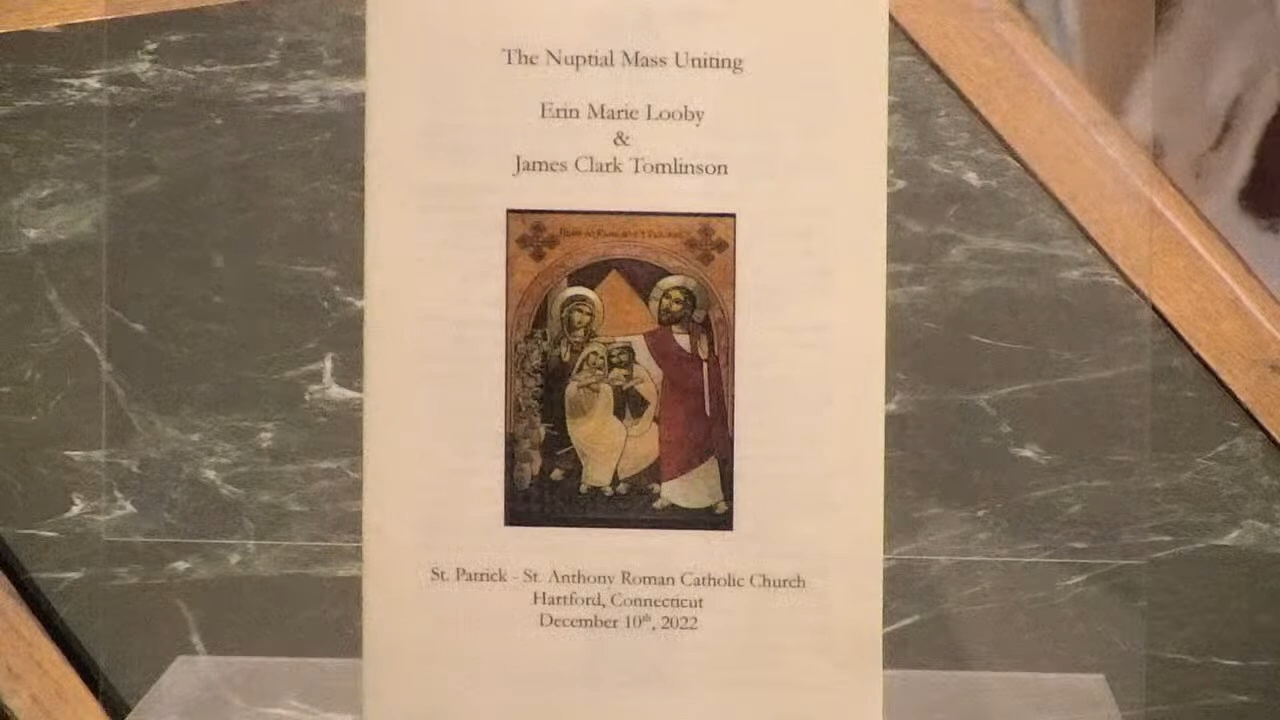 The Nuptial Mass Uniting
Erin Marie Looby
&
James Clark Tomlinson
St. Patrick - St. Anthony Roman Catholic Church
Hartford, Connecticut
December 10th, 2022